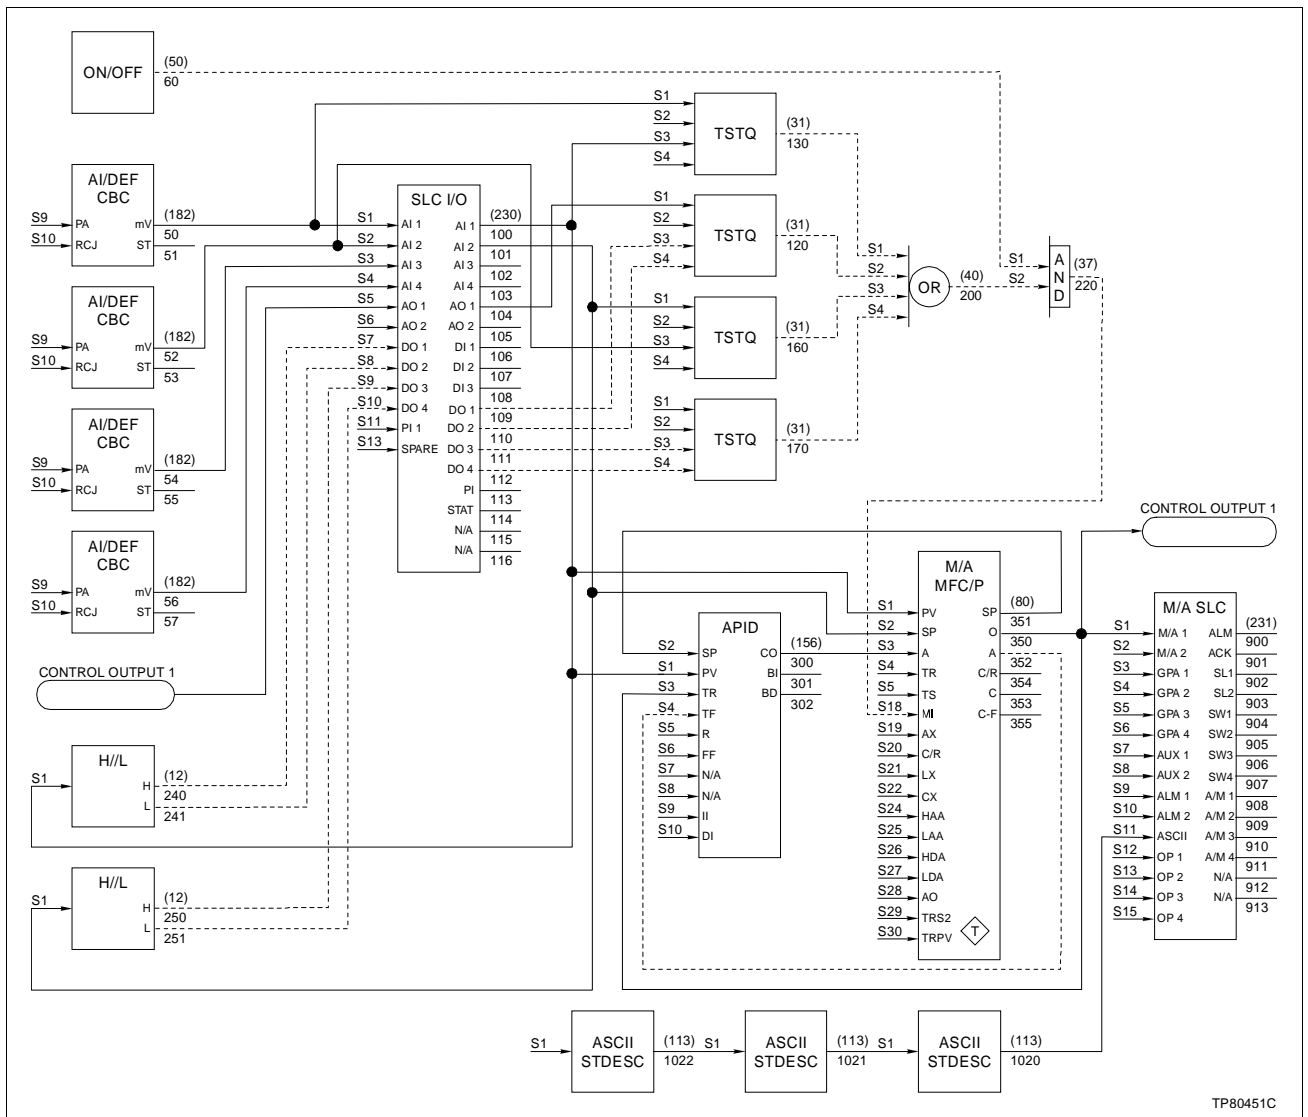 ON/OFF
(50)
60
AI/DEF
CBC
S9
PA
mV
(182)
50
S10
RCJ
ST
51
AI/DEF
CBC
S9
PA
mV
(182)
52
S10
RCJ
ST
53
AI/DEF
CBC
S9
PA
mV
(182)
54
S10
RCJ
ST
55
AI/DEF
CBC
S9
PA
mV
(182)
56
S10
RCJ
ST
57
CONTROL OUTPUT 1
S1
H//L
H
(12)
240
L
241
S1
H//L
H
(12)
250
L
251
SLC I/O
S1
AI 1
S2
AI 2
S3
AI 3
S4
AI 4
S5
AO 1
S6
AO 2
S7
DO 1
S8
DO 2
S9
DO 3
S10
DO 4
S11
PI 1
S13
SPARE
AI 1
(230)
100
AI 2
101
AI 3
102
AI 4
103
AO 1
104
AO 2
105
DI 1
106
DI 2
107
DI 3
108
DO 1
109
DO 2
110
DO 3
111
DO 4
112
PI
113
STAT
114
N/A
115
N/A
116
S1
S2
S3
S4
TSTQ
(31)
130
S1
S2
S3
S4
TSTQ
(31)
120
S1
S2
S3
S4
TSTQ
(31)
160
S1
S2
S3
S4
TSTQ
(31)
170
S1
S2
S3
S4
OR
(40)
200
S1
S2
A
N
D
(37)
220
APID
S2
SP
S1
PV
S3
TR
S4
TF
S5
R
S6
FF
S7
N/A
S8
N/A
S9
II
S10
DI
CO
(156)
300
BI
301
BD
302
M/A
MFC/P
S1
PV
S2
SP
S3
A
S4
TR
S5
TS
S18
MI
S19
AX
S20
C/R
S21
LX
S22
CX
S24
HAA
S25
LAA
S26
HDA
S27
LDA
S28
AO
S29
TRS2
S30
TRPV
T
SP
(80)
351
O
350
A
352
C/R
354
C
353
C-F
355
CONTROL OUTPUT 1
M/A SLC
S1
M/A 1
S2
M/A 2
S3
GPA 1
S4
GPA 2
S5
GPA 3
S6
GPA 4
S7
AUX 1
S8
AUX 2
S9
ALM 1
S10
ALM 2
S11
ASCII
S12
OP 1
S13
OP 2
S14
OP 3
S15
OP 4
ALM
(231)
900
ACK
901
SL1
902
SL2
903
SW1
904
SW2
905
SW3
906
SW4
907
A/M 1
908
A/M 2
909
A/M 3
910
A/M 4
911
N/A
912
N/A
913
S1
ASCII
STDESC
(113)
1022
S1
ASCII
STDESC
(113)
1021
S1
ASCII
STDESC
(113)
1020
TP80451C